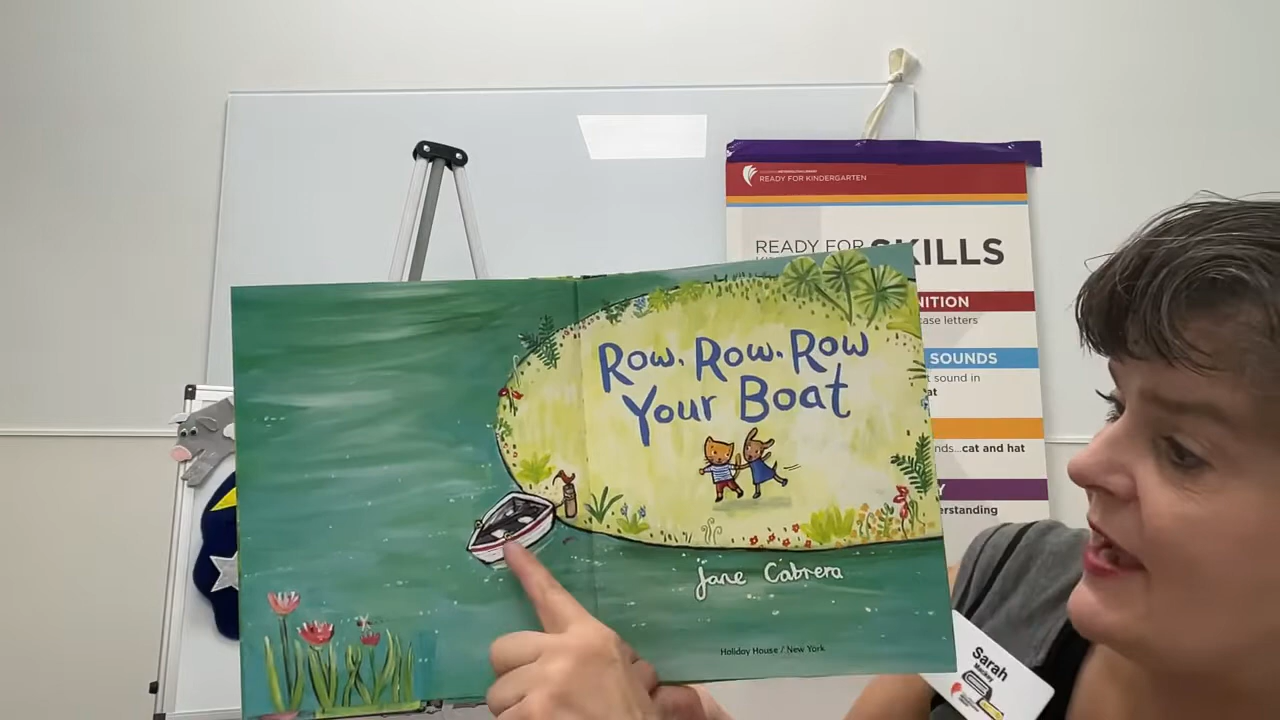 READY FOR KINDERGARTEN
READY FOR
SKILLS
NITION
case letters
SOUNDS
t sound in
at
nds...cat and hat
Y
erstanding
Row, Row, Row
Your Boat
Jane Cabrera
Holiday House / New York
Sarah